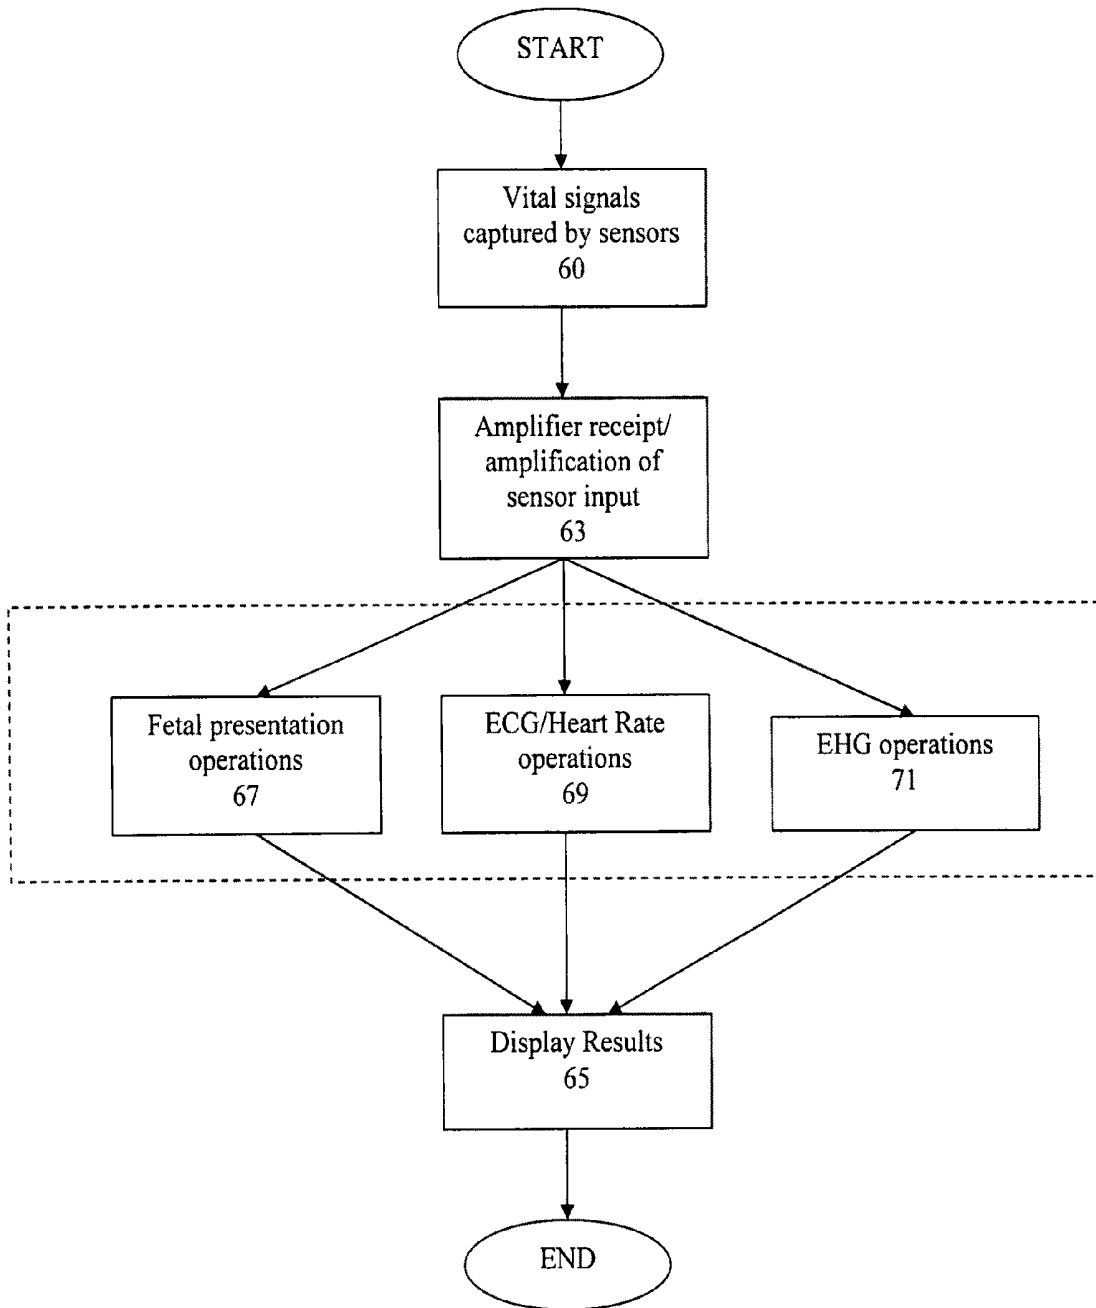 START
Vital signals
captured by sensors
60
Amplifier receipt/
amplification of
sensor input
63
Fetal presentation
operations
67
ECG/Heart Rate
operations
69
EHG operations
71
Display Results
65
END